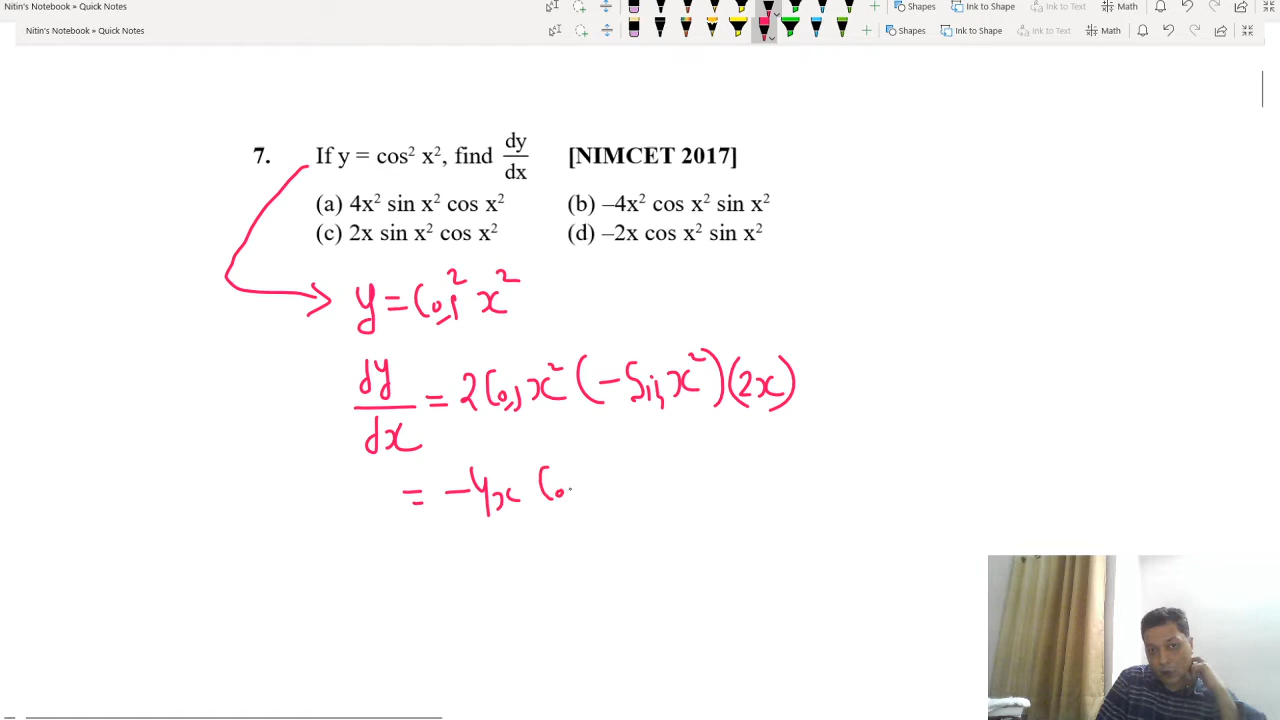 Nitin's Notebook » Quick Notes
Shapes Ink to Shape Ink to Text Math
Nitin's Notebook » Quick Notes
Shapes Ink to Shape Ink to Text Math
7. If y = cos² x², find dy/dx [NIMCET 2017]
(a) 4x² sin x² cos x² (b) –4x² cos x² sin x²
(c) 2x sin x² cos x² (d) –2x cos x² sin x²
y = Cos² x²
dy/dx = 2 Cos x² (– Sin x²) (2x)
= –4x Co